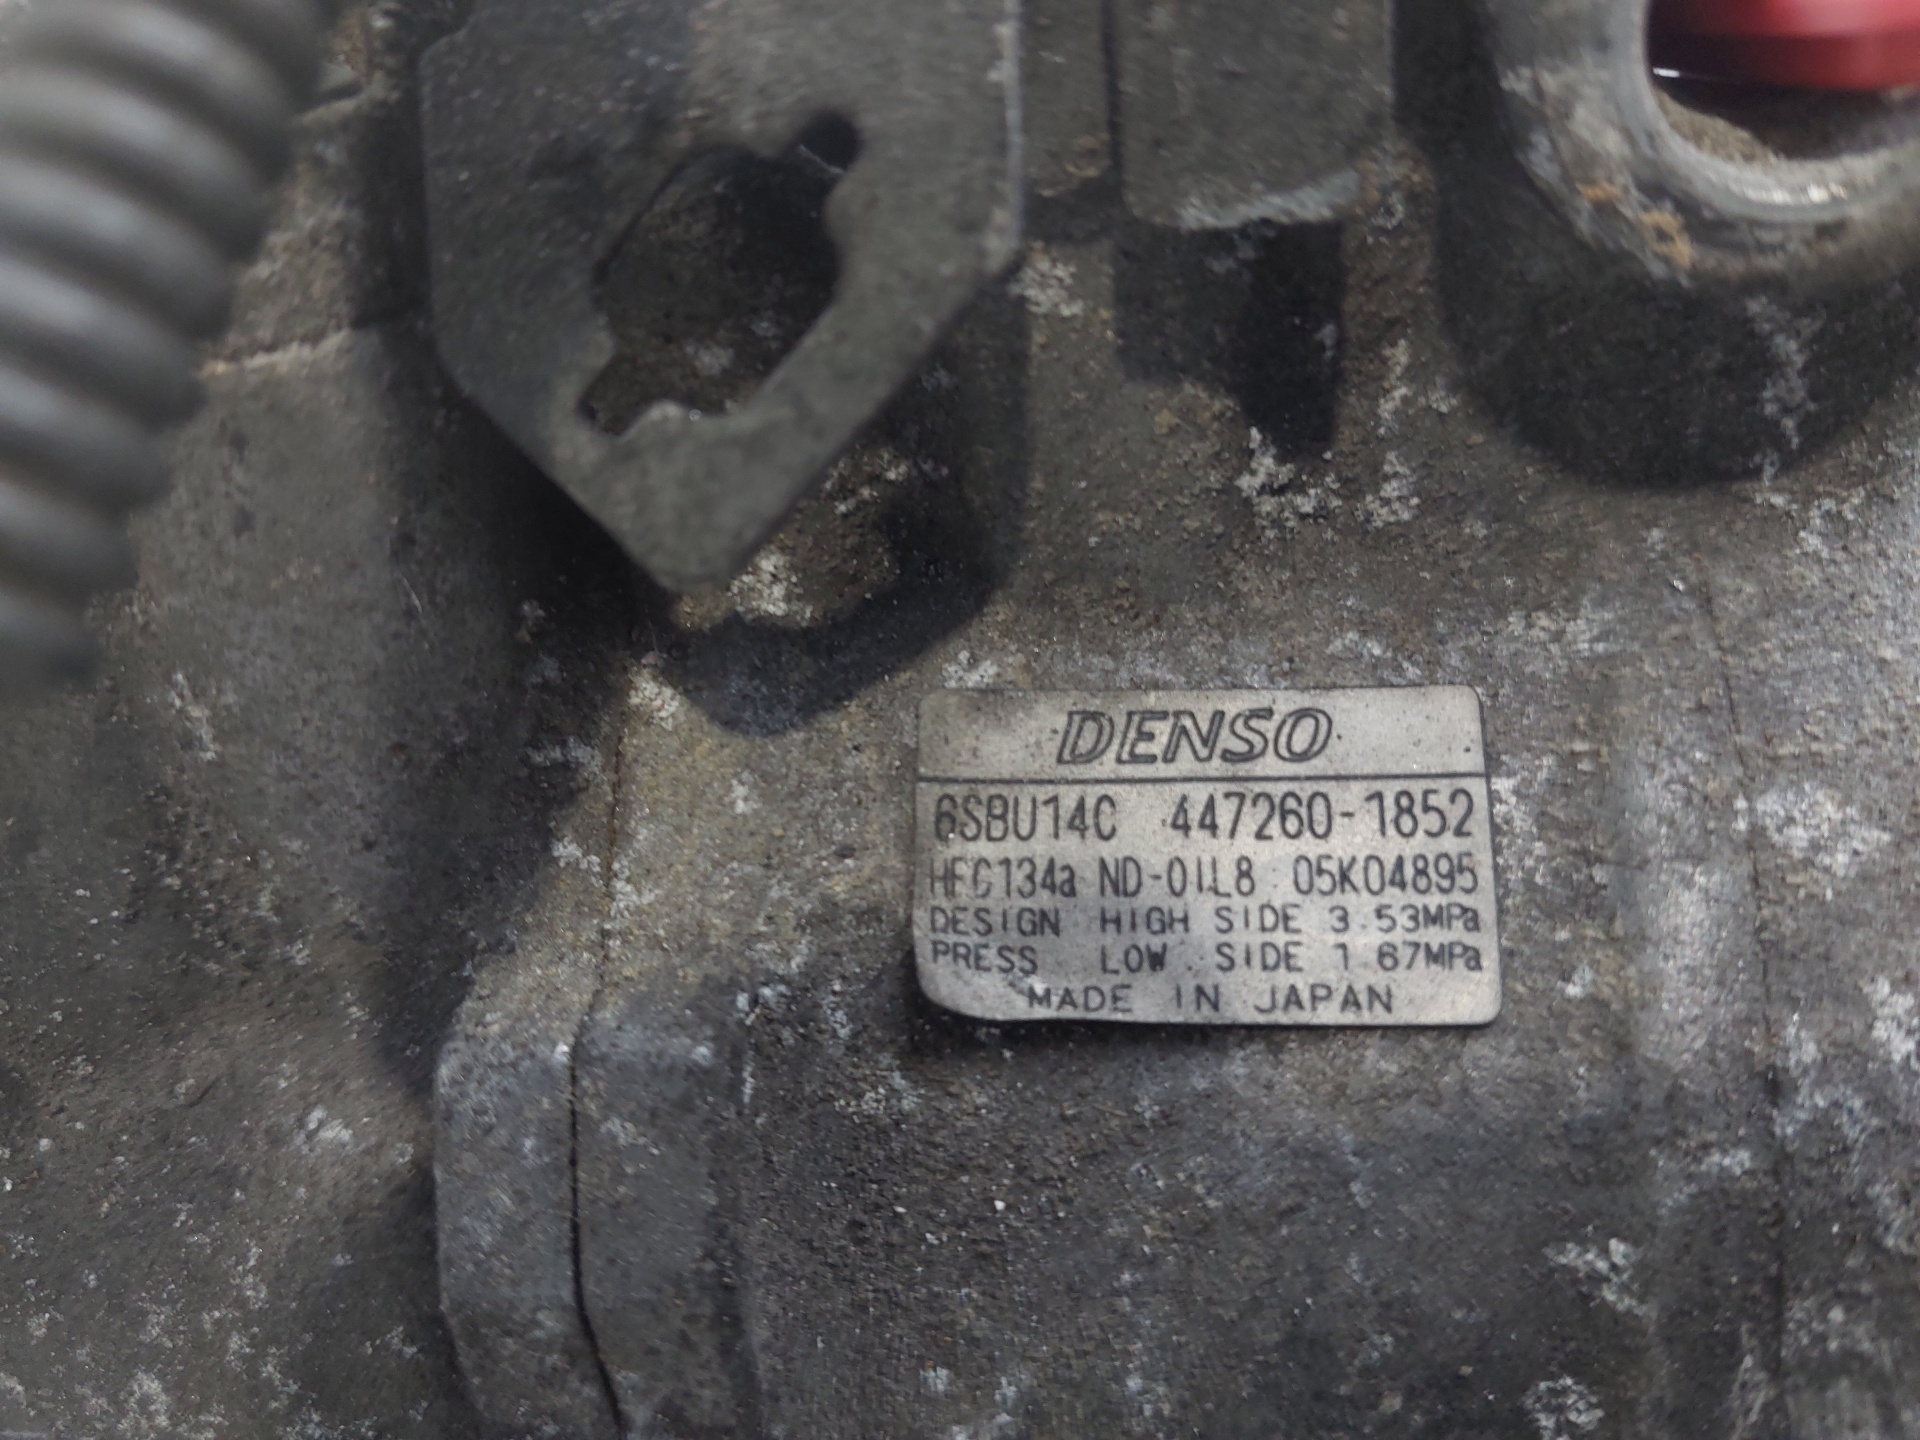 DENSO
6SBU14C 447260-1852
HFC134a ND-OIL8 05K04895
DESIGN HIGH SIDE 3.53MPa
PRESS LOW SIDE 1.67MPa
MADE IN JAPAN